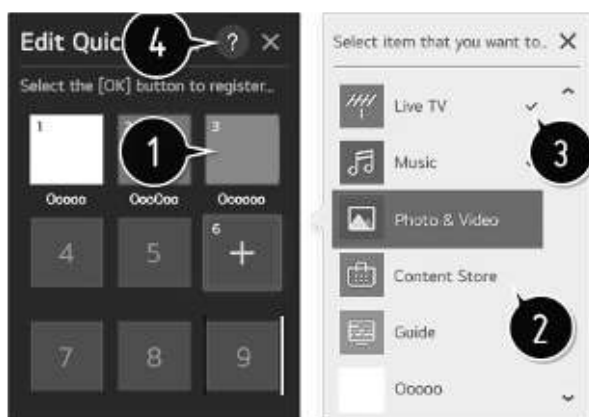 Edit Quic
4
?
Select the [OK] button to register...
1
2
3
1
Ooooo
OooOoo
Oooooo
4
5
6
7
8
9
Select item that you want to..
Live TV
3
Music
Photo & Video
Content Store
2
Guide
Ooooo